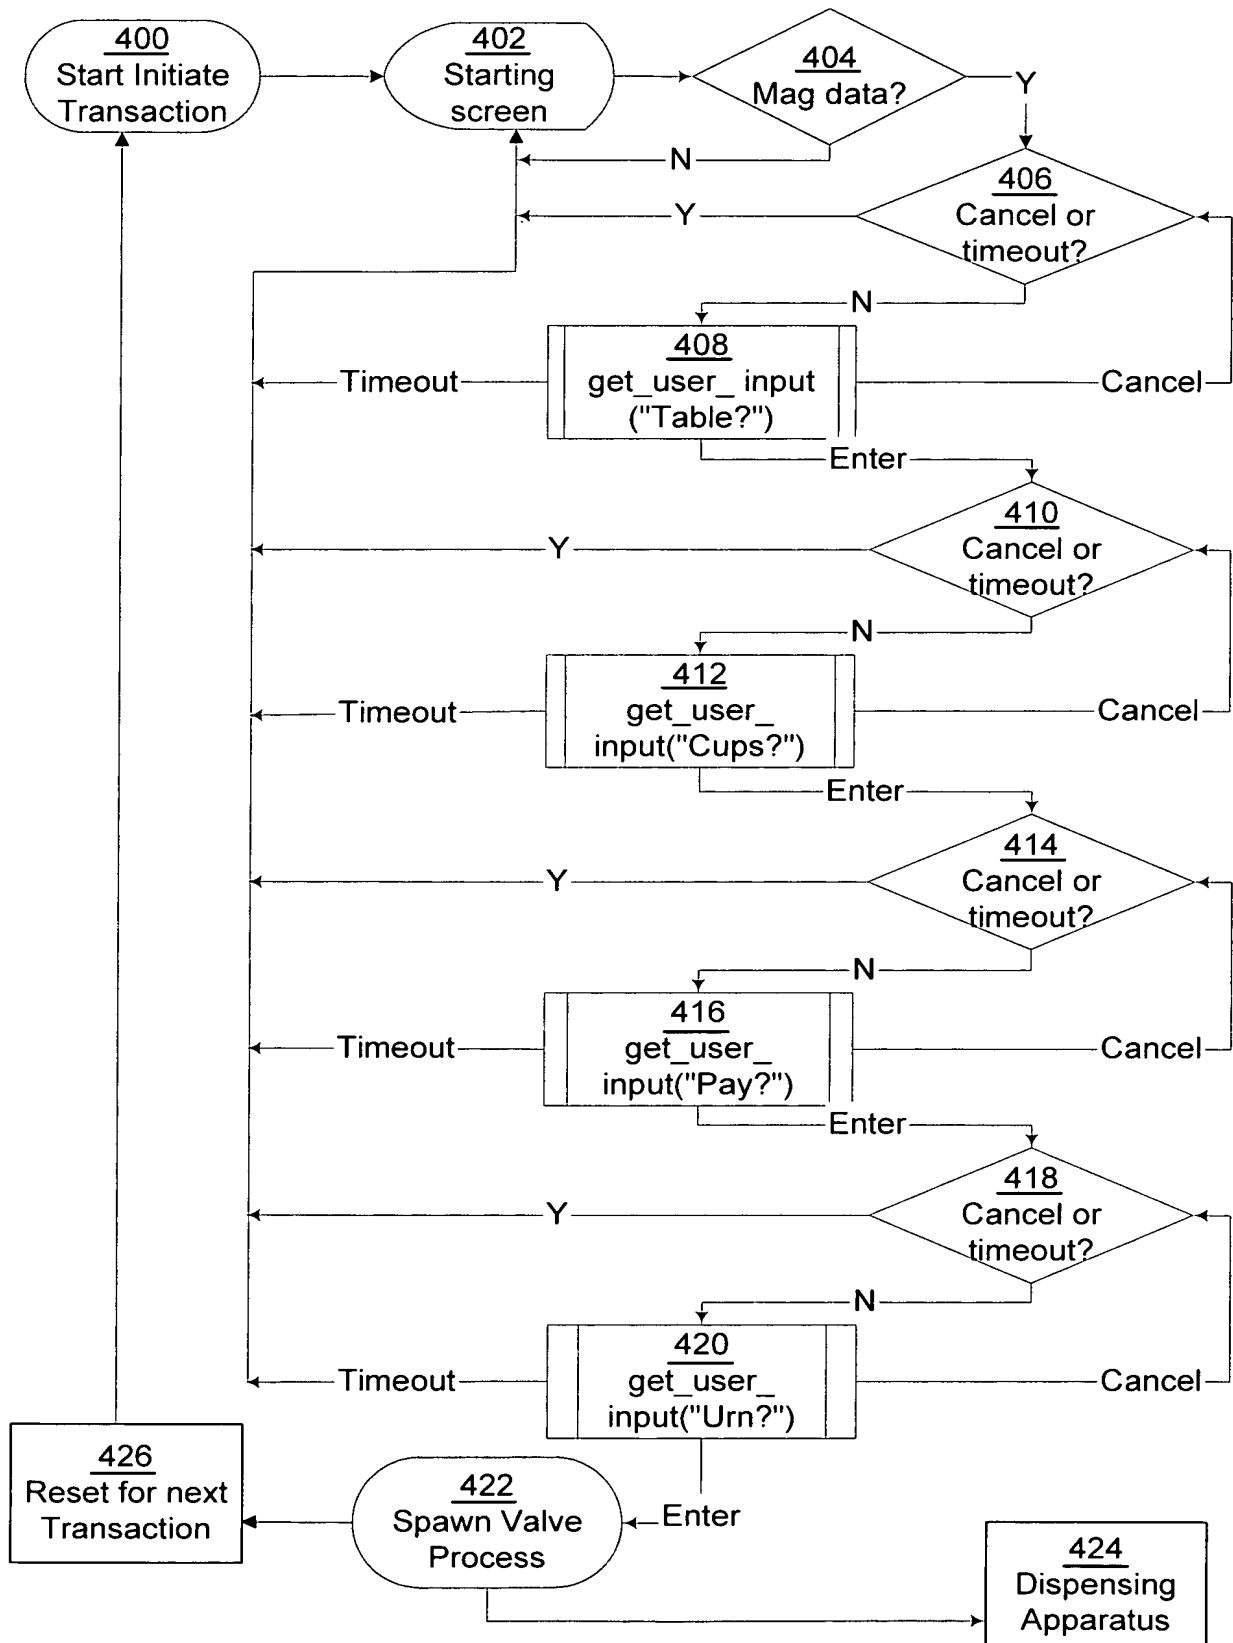 400
Start Initiate
Transaction
402
Starting
screen
404
Mag data?
Y
N
406
Cancel or
timeout?
Y
N
408
get_user_ input
("Table?")
Timeout
Cancel
Enter
410
Cancel or
timeout?
Y
N
412
get_user_
input("Cups?")
Timeout
Cancel
Enter
414
Cancel or
timeout?
Y
N
416
get_user_
input("Pay?")
Timeout
Cancel
Enter
418
Cancel or
timeout?
Y
N
420
get_user_
input("Urn?")
Timeout
Cancel
Enter
422
Spawn Valve
Process
426
Reset for next
Transaction
424
Dispensing
Apparatus